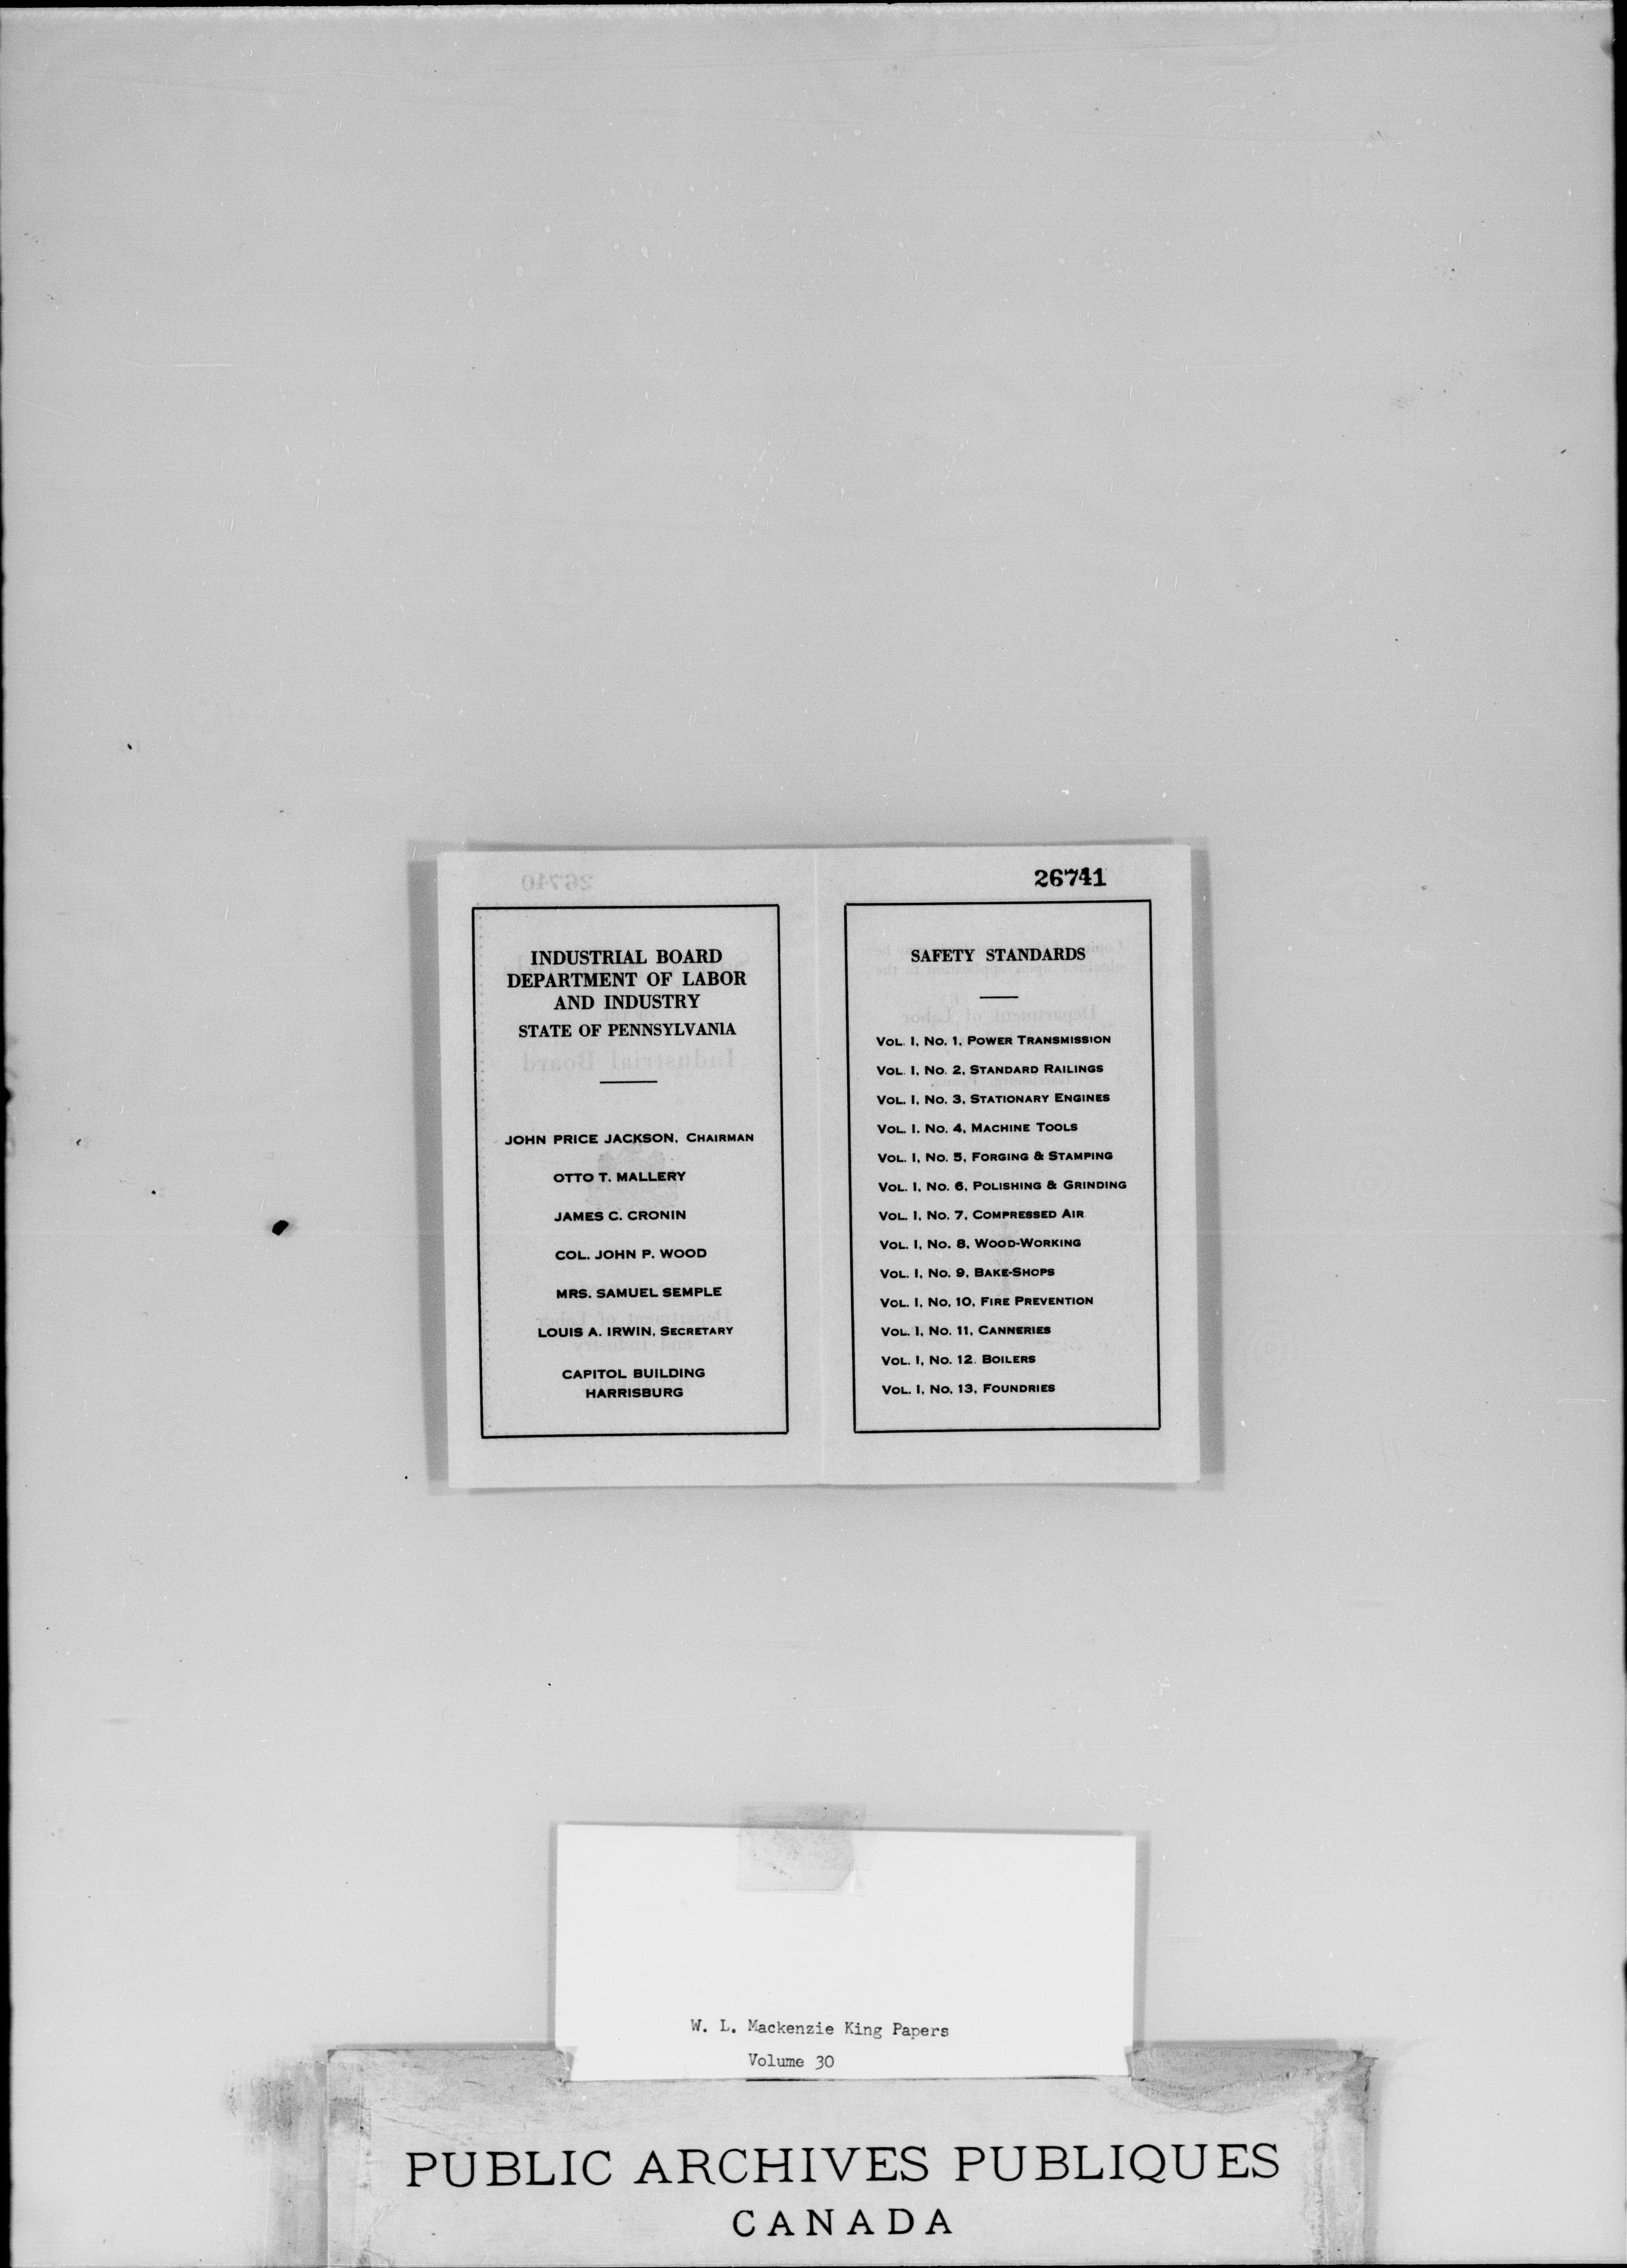 INDUSTRIAL BOARD
DEPARTMENT OF LABOR
AND INDUSTRY
STATE OF PENNSYLVANIA
JOHN PRICE JACKSON, CHAIRMAN
OTTO T. MALLERY
JAMES C. CRONIN
COL. JOHN P. WOOD
MRS. SAMUEL SEMPLE
LOUIS A. IRWIN, SECRETARY
CAPITOL BUILDING
HARRISBURG
26741
SAFETY STANDARDS
VOL. I, No. 1, POWER TRANSMISSION
VOL. I, No. 2, STANDARD RAILINGS
VOL. I, No. 3, STATIONARY ENGINES
VOL. I. No. 4, MACHINE TOOLS
VOL. I, No. 5, FORGING & STAMPING
VOL. I, No. 6, POLISHING & GRINDING
VOL. I, No. 7, COMPRESSED AIR
VOL. I, No. 8, WOOD-WORKING
VOL. I, No. 9, BAKE-SHOPS
VOL. I, No. 10, FIRE PREVENTION
VOL. I, No. 11, CANNERIES
VOL. I, No. 12. BOILERS
VOL. I, No. 13, FOUNDRIES
W. L. Mackenzie King Papers
Volume 30
PUBLIC ARCHIVES PUBLIQUES
CANADA